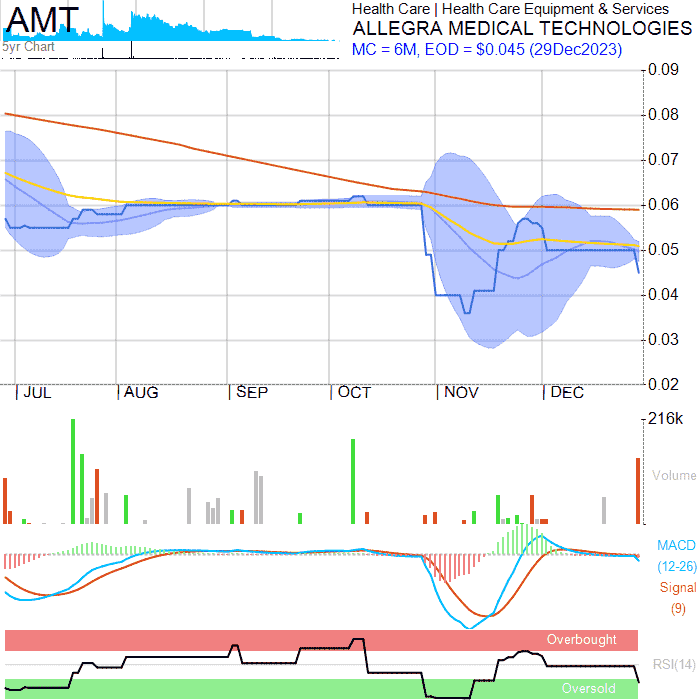 AMT
5yr Chart
Health Care | Health Care Equipment & Services
ALLEGRA MEDICAL TECHNOLOGIES
MC = 6M, EOD = $0.045 (29Dec2023)
0.09
0.08
0.07
0.06
0.05
0.04
0.03
0.02
JUL AUG SEP OCT NOV DEC
216k
Volume
MACD
(12-26)
Signal
(9)
Overbought
RSI(14)
Oversold